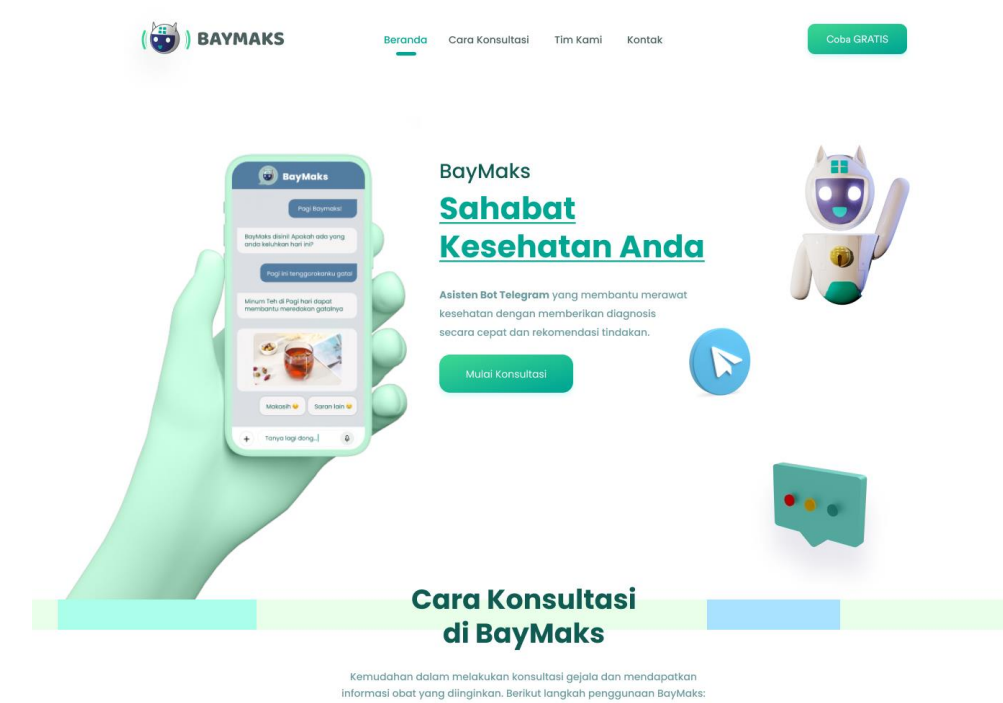 BAYMAKS
Beranda
Cara Konsultasi
Tim Kami
Kontak
Coba GRATIS
BayMaks
Pagi Baymaks!
BayMaks disini! Apakah ada yang
anda keluhkan hari ini?
Pagi ini tenggorokanku gatal
Minum Teh di Pagi hari dapat
membantu meredakan gatalnya
Makasih
Saran lain
Tanya lagi dong...
BayMaks
Sahabat
Kesehatan Anda
Asisten Bot Telegram yang membantu merawat
kesehatan dengan memberikan diagnosis
secara cepat dan rekomendasi tindakan.
Mulai Konsultasi
Cara Konsultasi
di BayMaks
Kemudahan dalam melakukan konsultasi gejala dan mendapatkan
informasi obat yang diinginkan. Berikut langkah penggunaan BayMaks: